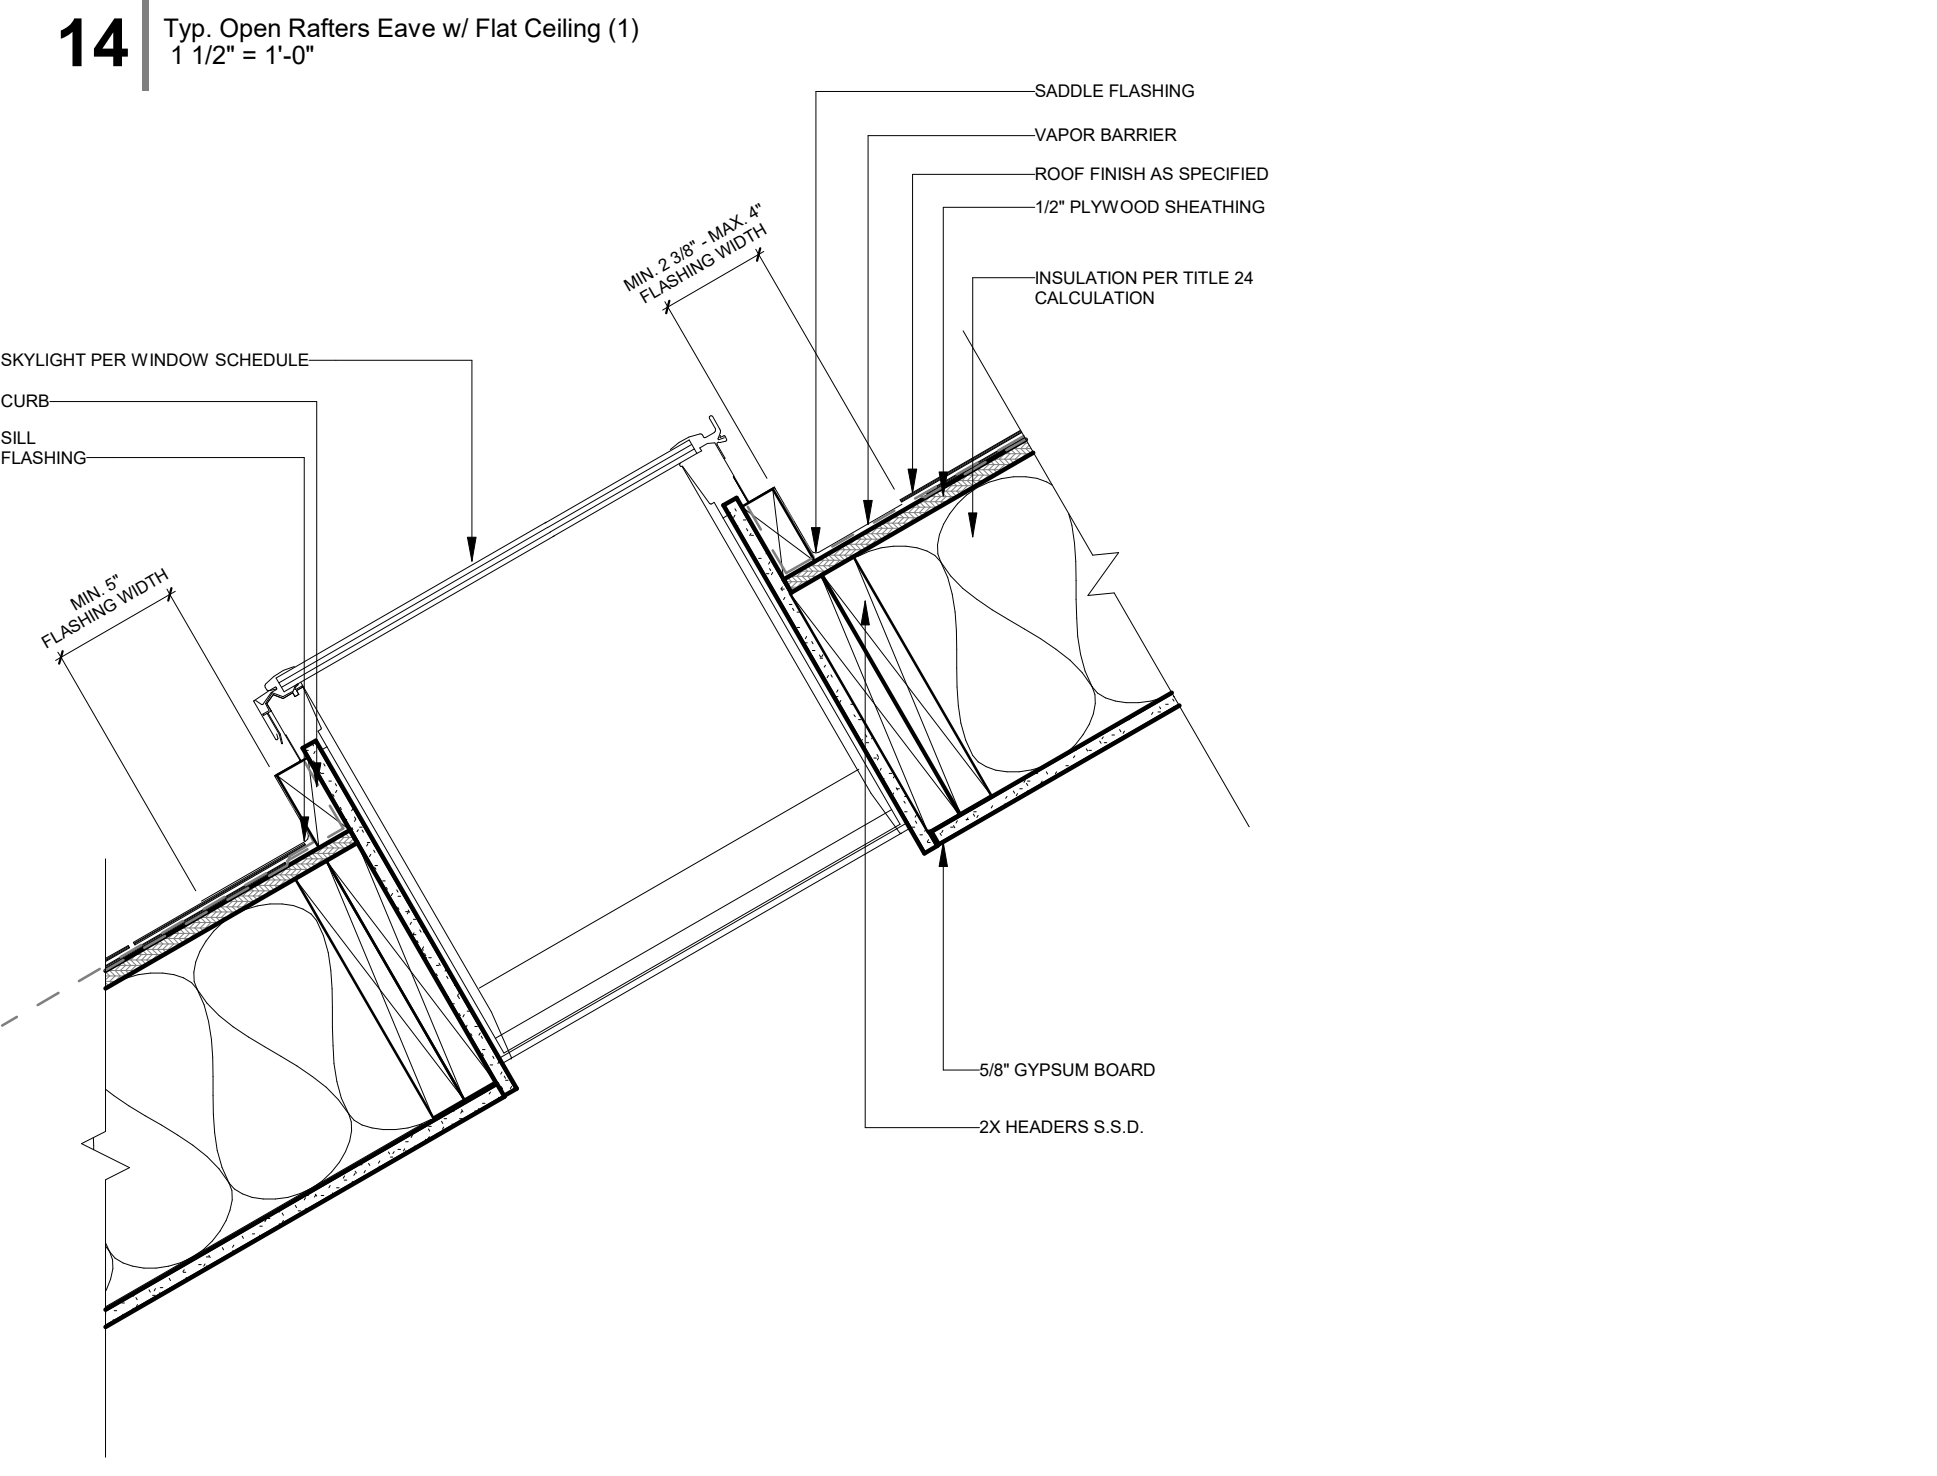 14
Typ. Open Rafters Eave w/ Flat Ceiling (1)
1 1/2" = 1'-0"
SADDLE FLASHING
VAPOR BARRIER
ROOF FINISH AS SPECIFIED
1/2" PLYWOOD SHEATHING
MIN. 2 3/8" - MAX. 4"
FLASHING WIDTH
INSULATION PER TITLE 24
CALCULATION
SKYLIGHT PER WINDOW SCHEDULE
CURB
SILL
FLASHING
MIN. 5"
FLASHING WIDTH
5/8" GYPSUM BOARD
2X HEADERS S.S.D.